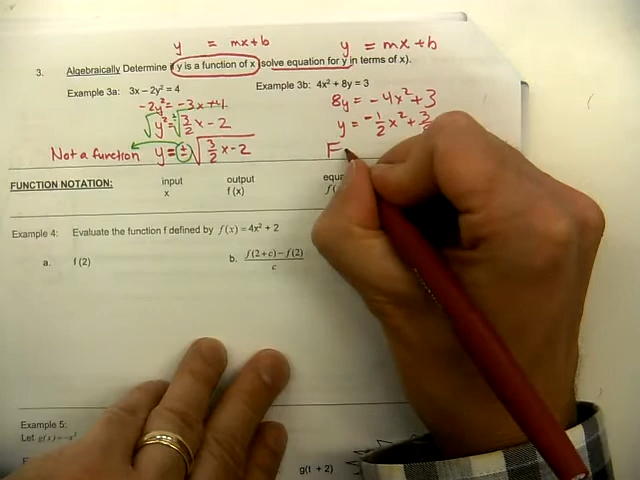 y = mx+b y = mx+b
3. Algebraically Determine if y is a function of x (solve equation for y in terms of x).
Example 3a: 3x - 2y² = 4 Example 3b: 4x² + 8y = 3
-2y² = -3x+4 8y = -4x²+3
√y² = ±√3/2 x - 2 y = -1/2 x² +
Not a function y = ±√(3/2 x - 2) F
FUNCTION NOTATION: input output
x f (x) f(
Example 4: Evaluate the function f defined by f(x) = 4x² + 2
a. f (2) b. f(2+c) - f(2) / c
Example 5:
Let g(x) = -x²
g(t + 2)